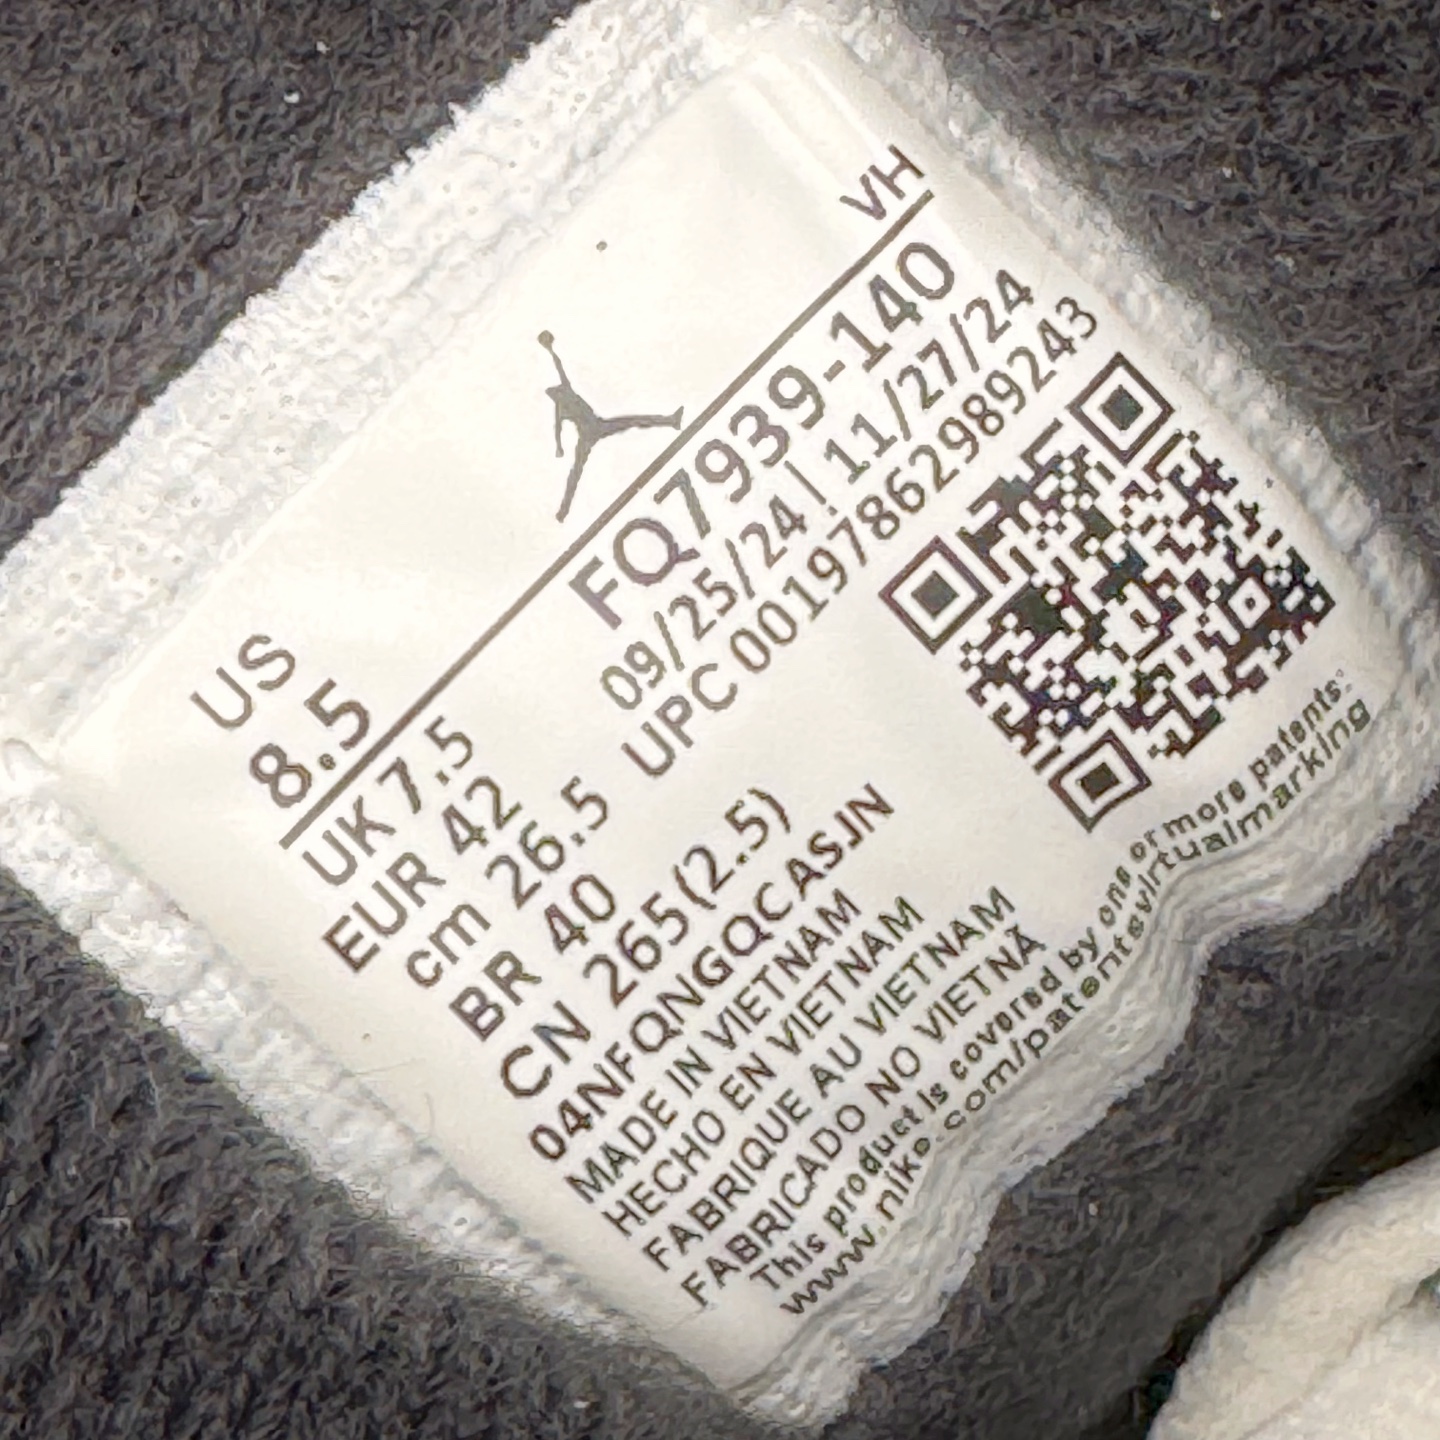 VH
US
8.5
FQ7939-140
09/25/24 | 11/27/24
UPC 00197862989243
UK 7.5
EUR 42
cm 26.5
BR 40
CN 265(2.5)
04NFQNGQCASJN
MADE IN VIETNAM
HECHO EN VIETNAM
FABRIQUE AU VIETNAM
FABRICADO NO VIETNÃ
This product is covered by one or more patents:
www.nike.com/patentsvirtualmarking